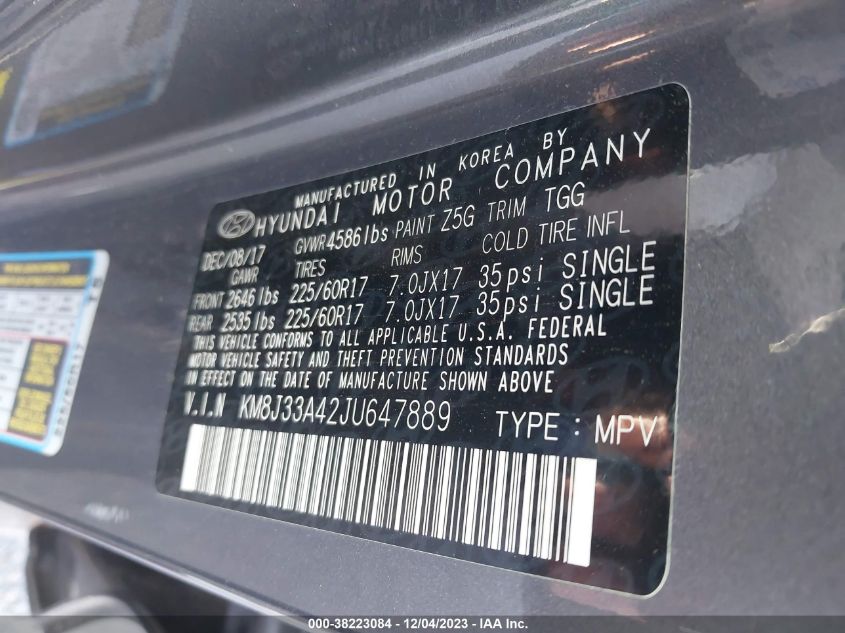 MANUFACTURED IN KOREA BY
HYUNDAI MOTOR COMPANY
DEC/08/17 GVWR 4586 lbs PAINT Z5G TRIM TGG
GAWR TIRES RIMS COLD TIRE INFL
FRONT 2646 lbs 225/60R17 7.0JX17 35psi SINGLE
REAR 2535 lbs 225/60R17 7.0JX17 35psi SINGLE
THIS VEHICLE CONFORMS TO ALL APPLICABLE U.S.A. FEDERAL
MOTOR VEHICLE SAFETY AND THEFT PREVENTION STANDARDS
IN EFFECT ON THE DATE OF MANUFACTURE SHOWN ABOVE
V.I.N KM8J33A42JU647889 TYPE : MPV
225/60R17
000-38223084 - 12/04/2023 - IAA Inc.